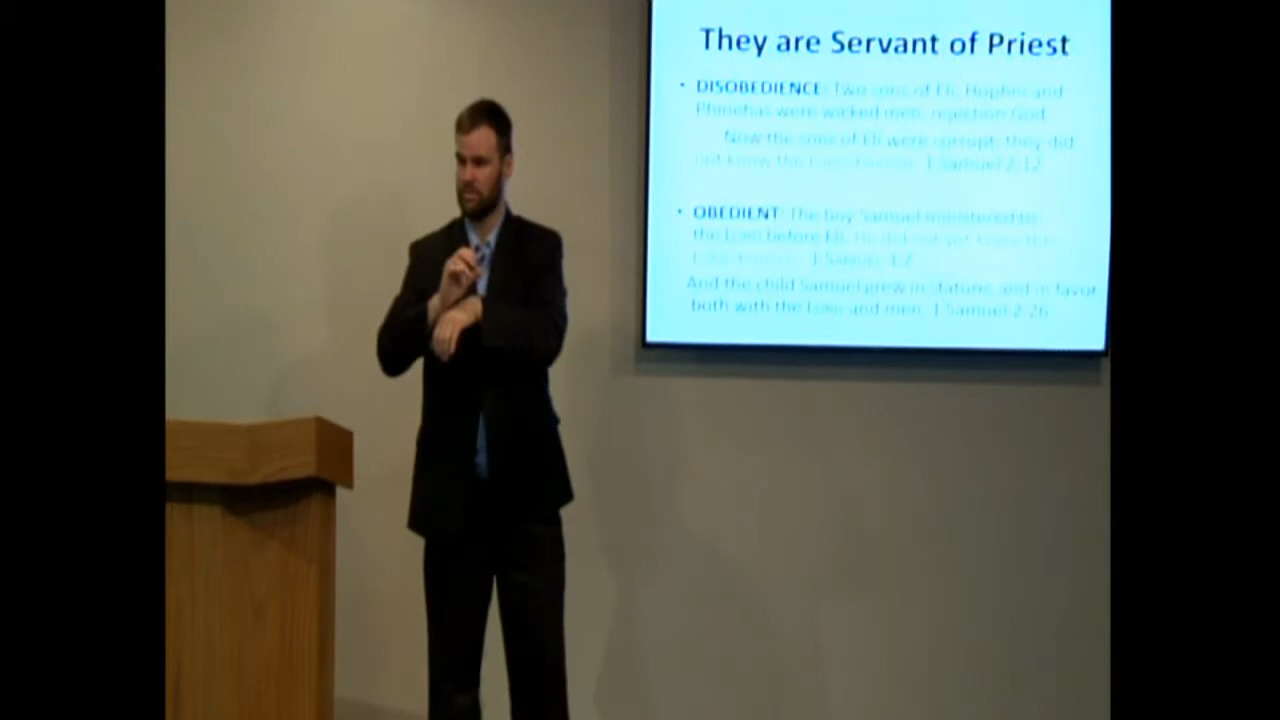 They are Servant of Priest
• DISOBEDIENCE: Two sons of Eli, Hophni and
Phinehas were wicked men, rejection God.
Now the sons of Eli were corrupt; they did
not know the 1 Samuel 2:12
• OBEDIENT: The boy Samuel ministered to
the Lord before Eli.
1 Samuel
And the child Samuel grew in stature, and in favor
both with the Lord and men. 1 Samuel 2:26